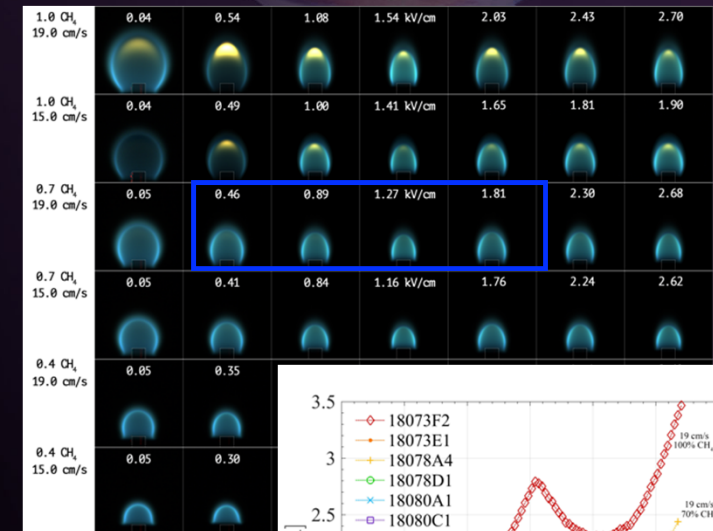 1.0 CH₄
19.0 cm/s
0.04 0.54 1.08 1.54 kV/cm 2.03 2.43 2.70
1.0 CH₄
15.0 cm/s
0.04 0.49 1.00 1.41 kV/cm 1.65 1.81 1.90
0.7 CH₄
19.0 cm/s
0.05 0.46 0.89 1.27 kV/cm 1.81 2.30 2.68
0.7 CH₄
15.0 cm/s
0.05 0.41 0.84 1.16 kV/cm 1.76 2.24 2.62
0.4 CH₄
19.0 cm/s
0.05 0.35
0.4 CH₄
15.0 cm/s
0.05 0.30
3.5
3
2.5
18073F2
18073E1
18078A4
18078D1
18080A1
18080C1
19 cm/s
100% CH₄
19 cm/s
70% CH